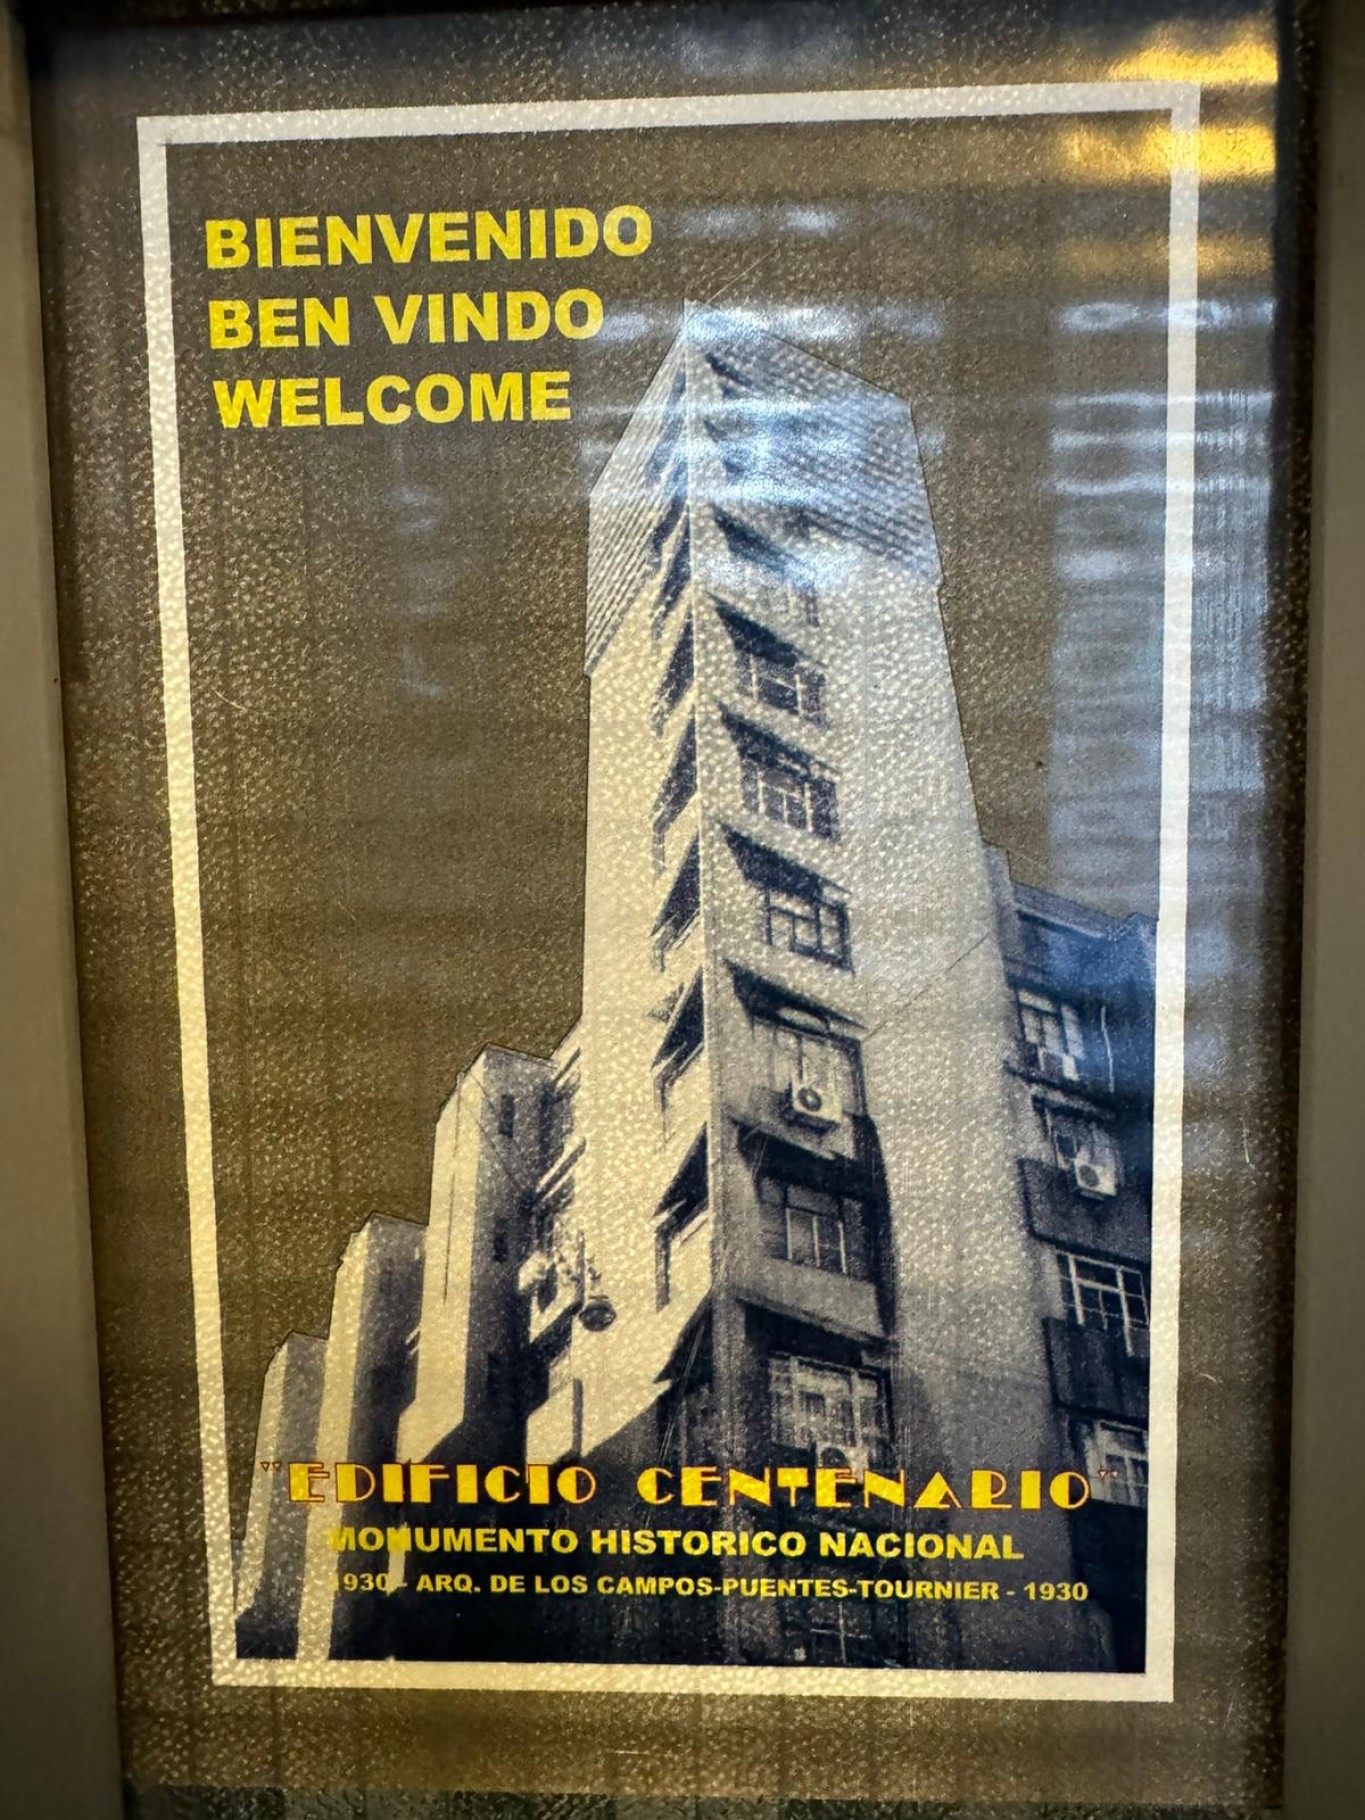 BIENVENIDO
BEN VINDO
WELCOME
"EDIFICIO CENTENARIO"
MONUMENTO HISTORICO NACIONAL
1930 - ARQ. DE LOS CAMPOS-PUENTES-TOURNIER - 1930